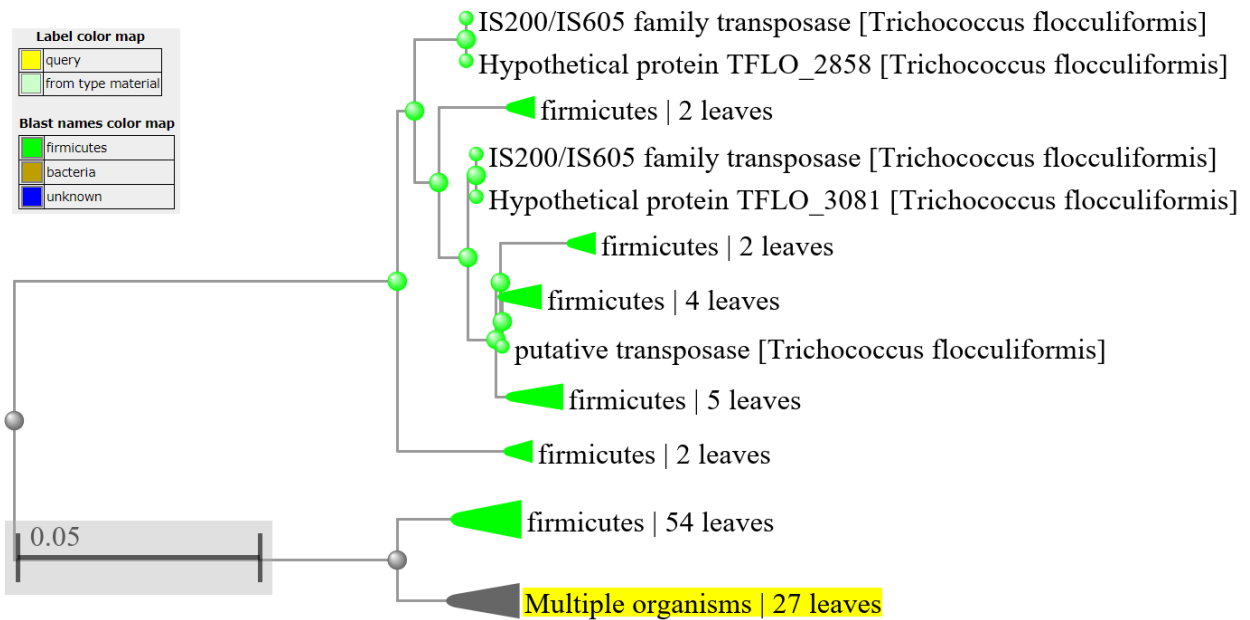 Label color map
query
from type material
Blast names color map
firmicutes
bacteria
unknown
IS200/IS605 family transposase [Trichococcus flocculiformis]
Hypothetical protein TFLO_2858 [Trichococcus flocculiformis]
firmicutes | 2 leaves
IS200/IS605 family transposase [Trichococcus flocculiformis]
Hypothetical protein TFLO_3081 [Trichococcus flocculiformis]
firmicutes | 2 leaves
firmicutes | 4 leaves
putative transposase [Trichococcus flocculiformis]
firmicutes | 5 leaves
firmicutes | 2 leaves
firmicutes | 54 leaves
0.05
Multiple organisms | 27 leaves